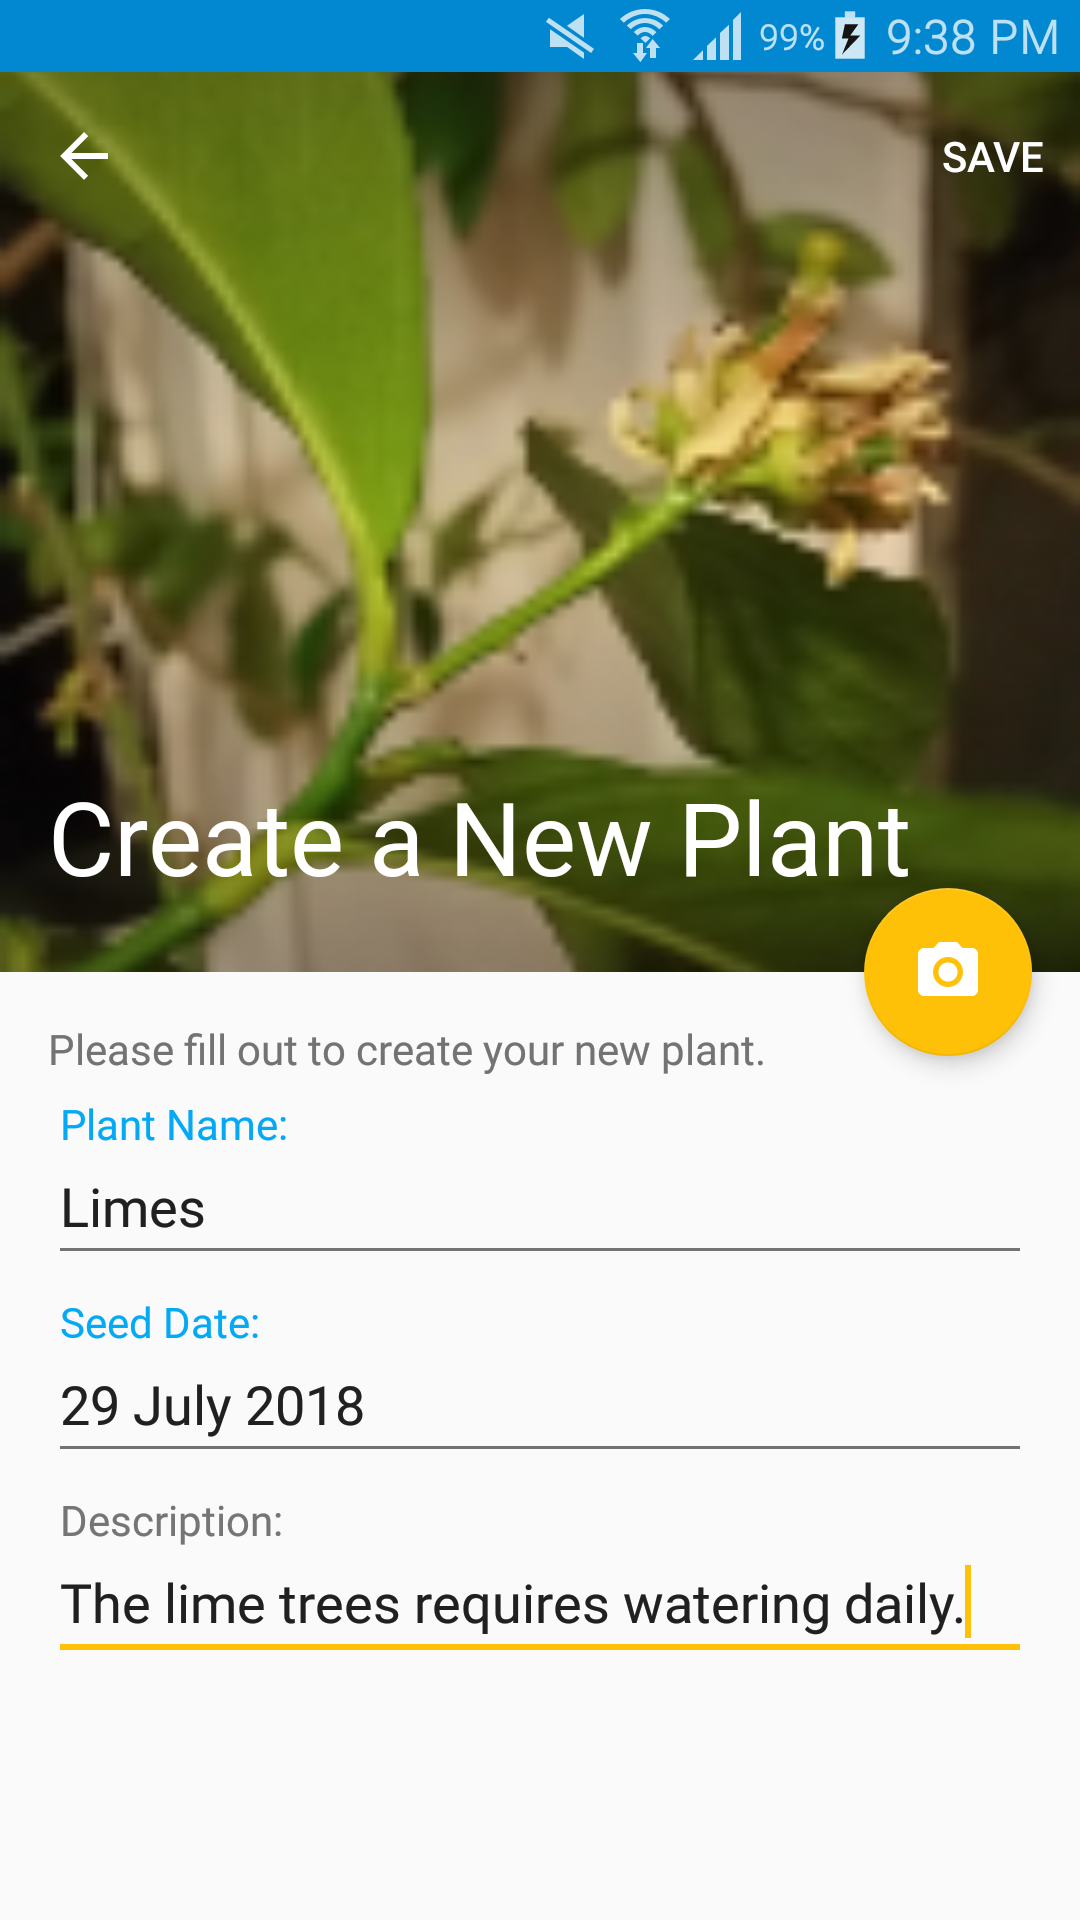 99% 9:38 PM
SAVE
Create a New Plant
Please fill out to create your new plant.
Plant Name:
Limes
Seed Date:
29 July 2018
Description:
The lime trees requires watering daily.